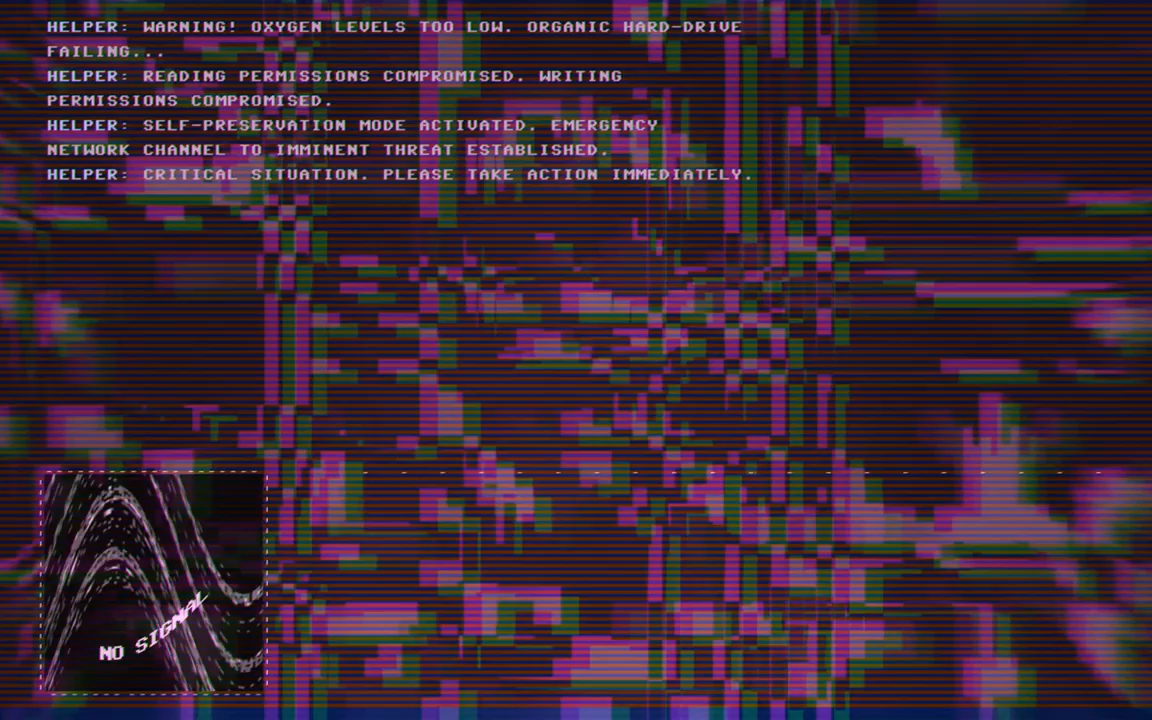 HELPER: WARNING! OXYGEN LEVELS TOO LOW. ORGANIC HARD-DRIVE
FAILING...
HELPER: READING PERMISSIONS COMPROMISED. WRITING
PERMISSIONS COMPROMISED.
HELPER: SELF-PRESERVATION MODE ACTIVATED. EMERGENCY
NETWORK CHANNEL TO IMMINENT THREAT ESTABLISHED.
HELPER: CRITICAL SITUATION. PLEASE TAKE ACTION IMMEDIATELY.
NO SIGNAL